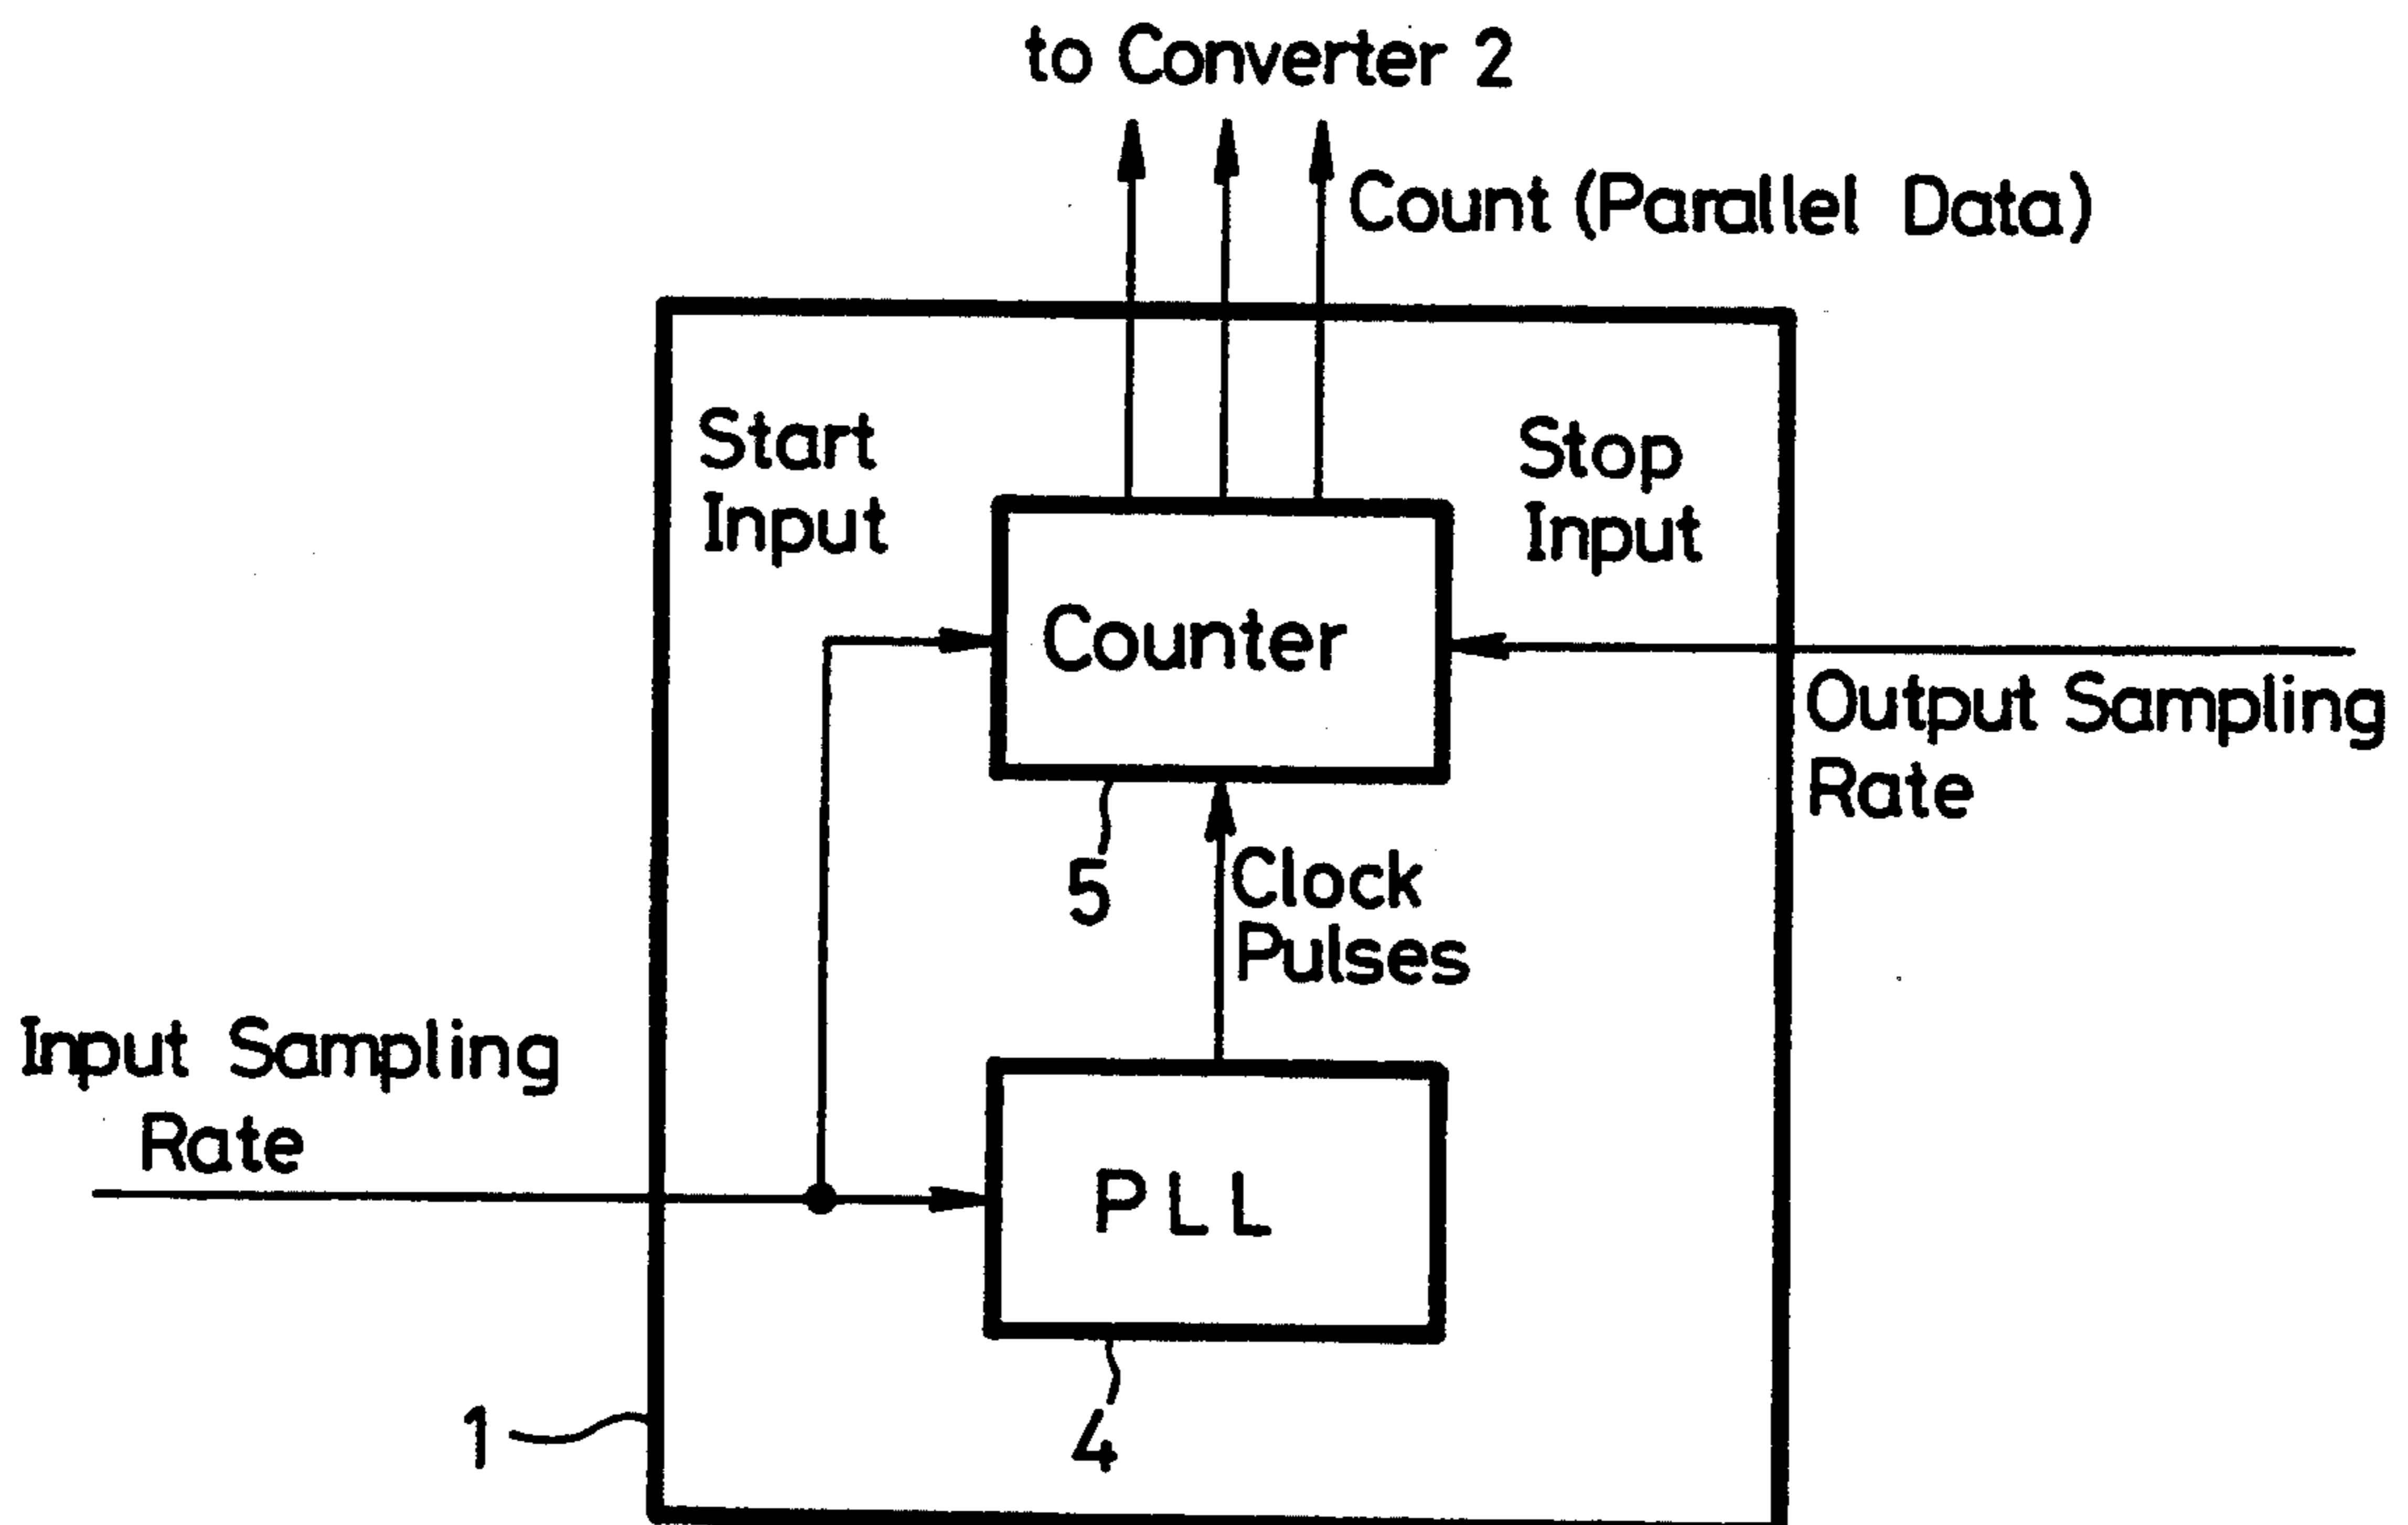 to Converter 2
Count (Parallel Data)
Start
Input
Stop
Input
Counter
Output Sampling
Rate
5
Clock
Pulses
Input Sampling
Rate
PLL
1
4